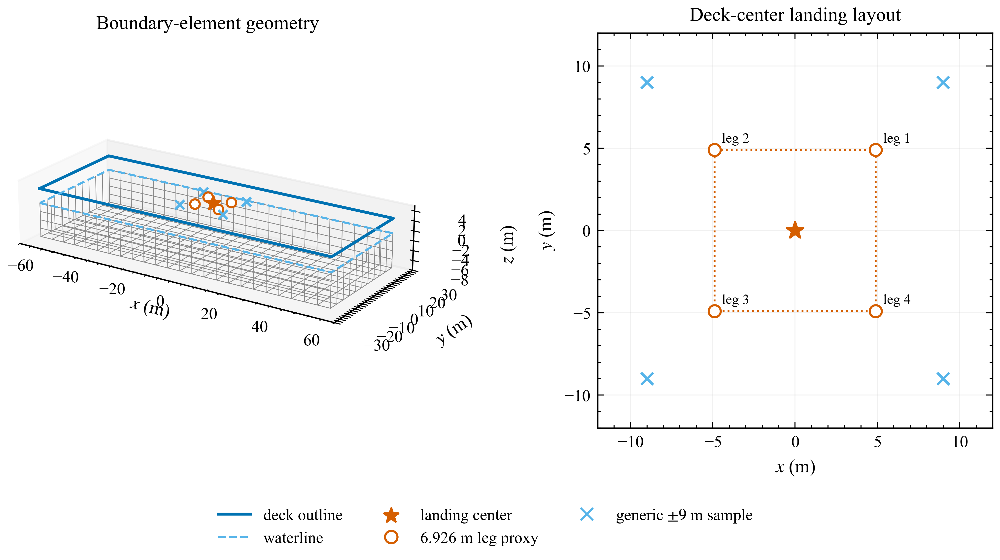 Boundary-element geometry
Deck-center landing layout
4
2
0
−2
−4
−6
−8
z (m)
−60
−40
−20
0
20
40
60
x (m)
−30
−20
−10
0
10
20
30
y (m)
10
5
0
−5
−10
y (m)
leg 2
leg 1
leg 3
leg 4
−10
−5
0
5
10
x (m)
deck outline
landing center
generic ±9 m sample
waterline
6.926 m leg proxy